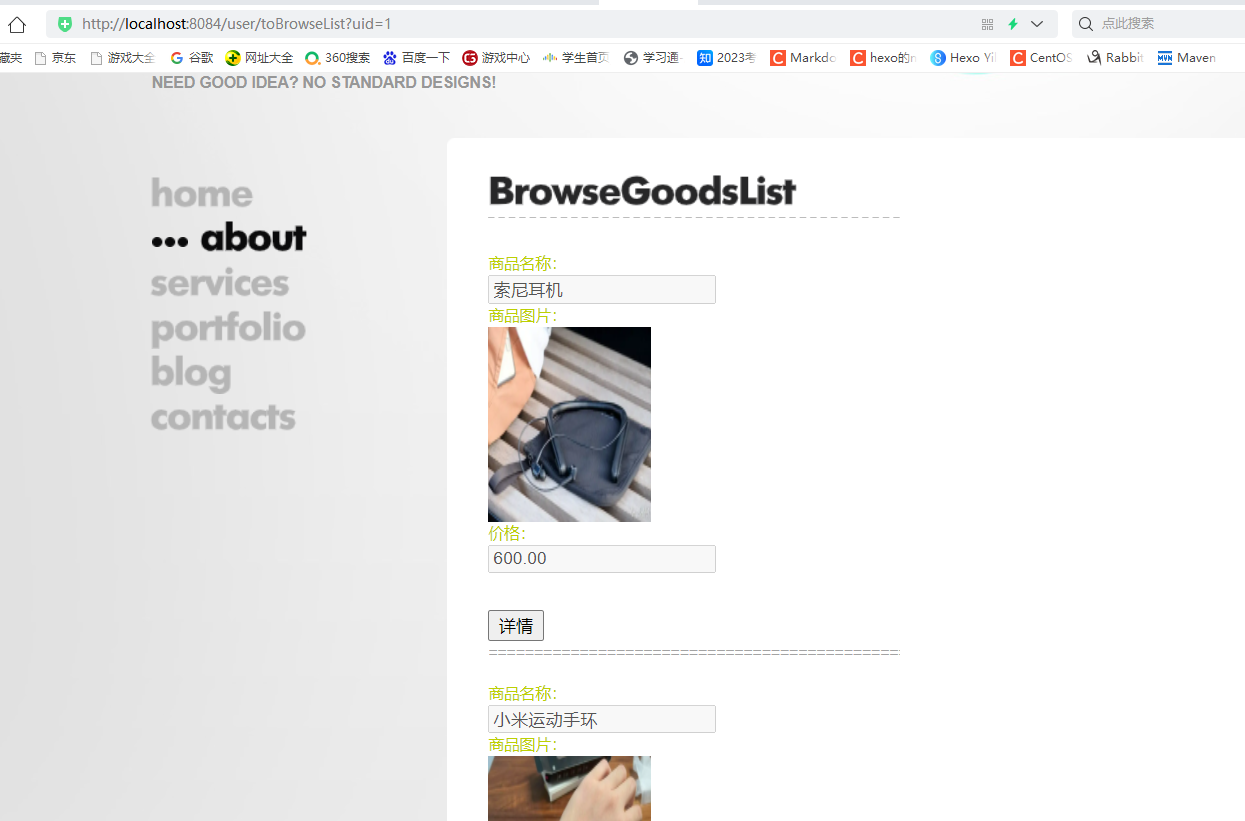 http://localhost:8084/user/toBrowseList?uid=1
点此搜索
藏夹 京东 游戏大全 谷歌 网址大全 360搜索 百度一下 游戏中心 学生首页 学习通 2023考 Markdo hexo的n Hexo Yil CentOS Rabbit Maven
NEED GOOD IDEA? NO STANDARD DESIGNS!
home
••• about
services
portfolio
blog
contacts
BrowseGoodsList
商品名称:
索尼耳机
商品图片:
价格:
600.00
详情
商品名称:
小米运动手环
商品图片: